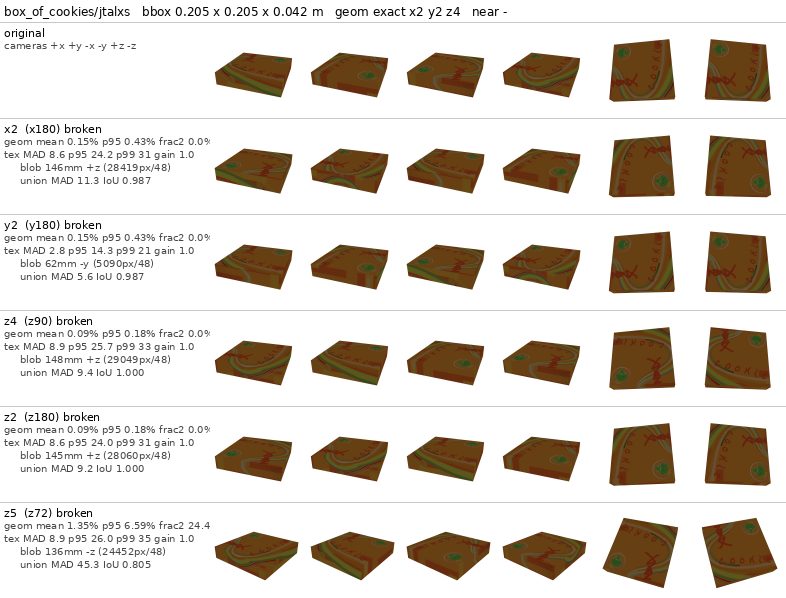 box_of_cookies/jtalxs   bbox 0.205 x 0.205 x 0.042 m   geom exact x2 y2 z4   near -
original
cameras +x +y -x -y +z -z
x2  (x180) broken
geom mean 0.15% p95 0.43% frac2 0.0%
tex MAD 8.6 p95 24.2 p99 31 gain 1.0
blob 146mm +z (28419px/48)
union MAD 11.3 IoU 0.987
y2  (y180) broken
geom mean 0.15% p95 0.43% frac2 0.0%
tex MAD 2.8 p95 14.3 p99 21 gain 1.0
blob 62mm -y (5090px/48)
union MAD 5.6 IoU 0.987
z4  (z90) broken
geom mean 0.09% p95 0.18% frac2 0.0%
tex MAD 8.9 p95 25.7 p99 33 gain 1.0
blob 148mm +z (29049px/48)
union MAD 9.4 IoU 1.000
z2  (z180) broken
geom mean 0.09% p95 0.18% frac2 0.0%
tex MAD 8.6 p95 24.0 p99 31 gain 1.0
blob 145mm +z (28060px/48)
union MAD 9.2 IoU 1.000
z5  (z72) broken
geom mean 1.35% p95 6.59% frac2 24.4
tex MAD 8.9 p95 26.0 p99 35 gain 1.0
blob 136mm -z (24452px/48)
union MAD 45.3 IoU 0.805